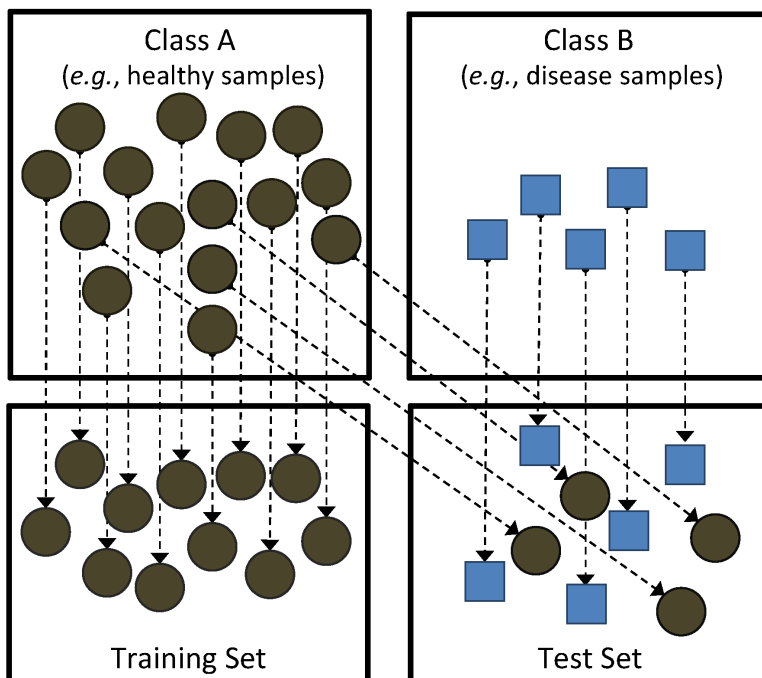 Class A
(e.g., healthy samples)
Class B
(e.g., disease samples)
Training Set
Test Set